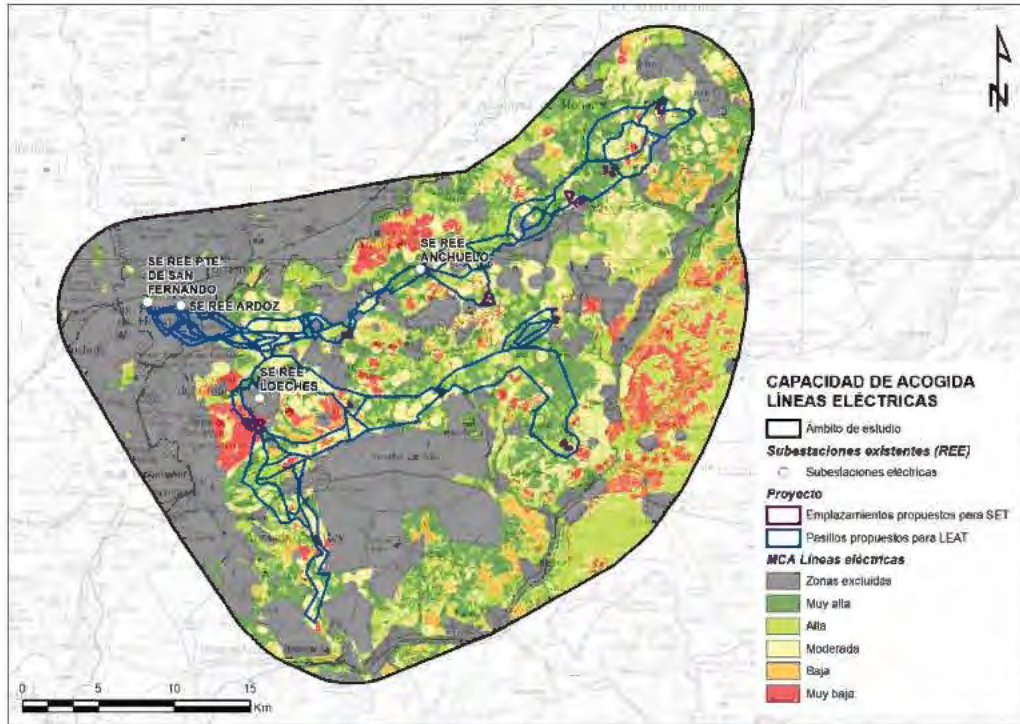 N
SE REE
ANCHUELO
SE REE PTE.
DE SAN
FERNANDO
SE REE ARDOZ
SE REE
LOECHES
CAPACIDAD DE ACOGIDA
LÍNEAS ELÉCTRICAS
Ámbito de estudio
Subestaciones existentes (REE)
Subestaciones eléctricas
Proyecto
Emplazamientos propuestos para SET
Pasillos propuestos para LEAT
MCA Líneas eléctricas
Zonas excluidas
Muy alta
Alta
Moderada
Baja
Muy baja
0 5 10 15
Km